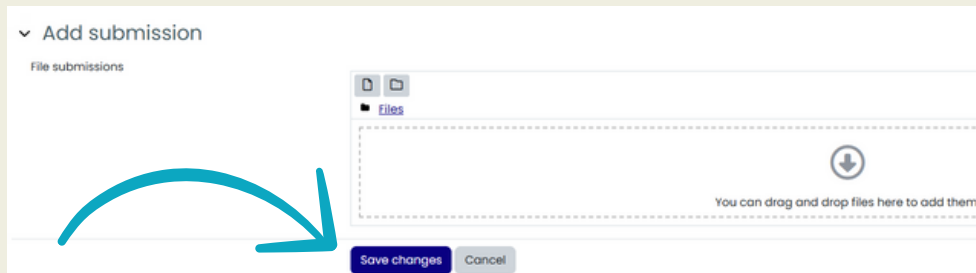 Add submission
File submissions
Files
You can drag and drop files here to add them
Save changes Cancel